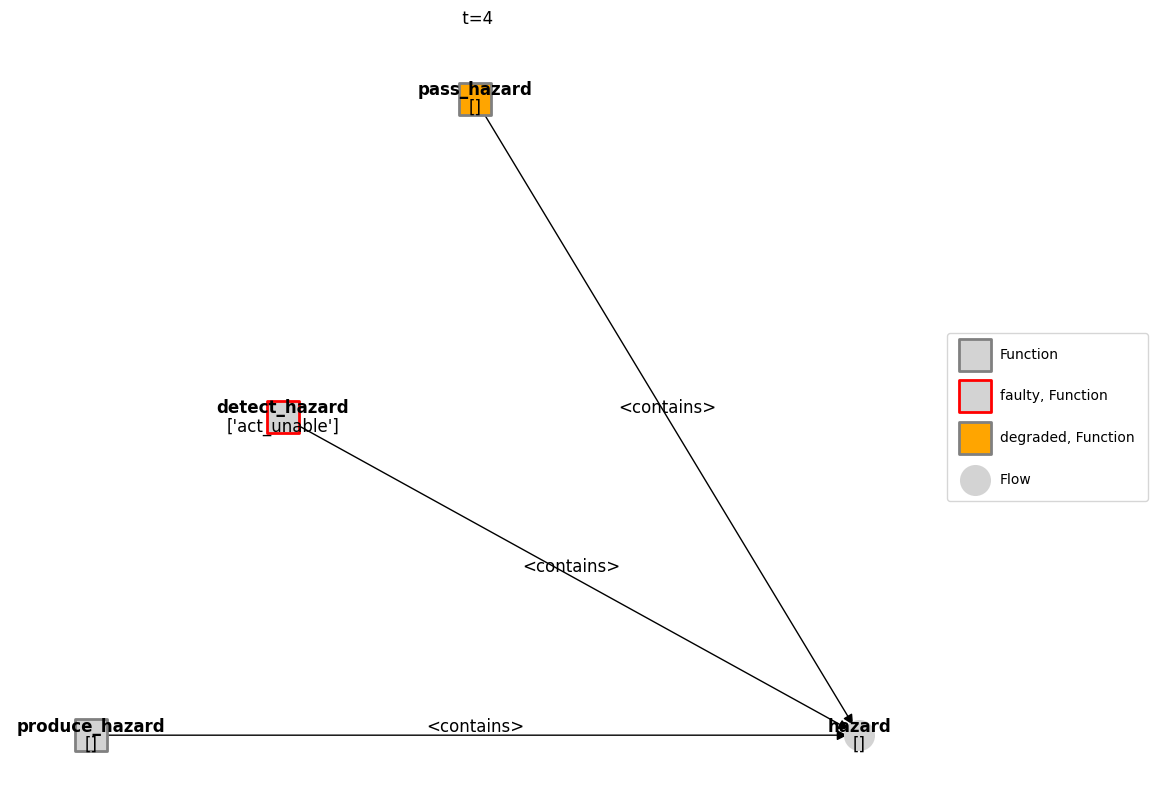 t=4
pass_hazard
[]
<contains>
detect_hazard
['act_unable']
<contains>
produce_hazard
[]
<contains>
hazard
[]
Function
faulty, Function
degraded, Function
Flow